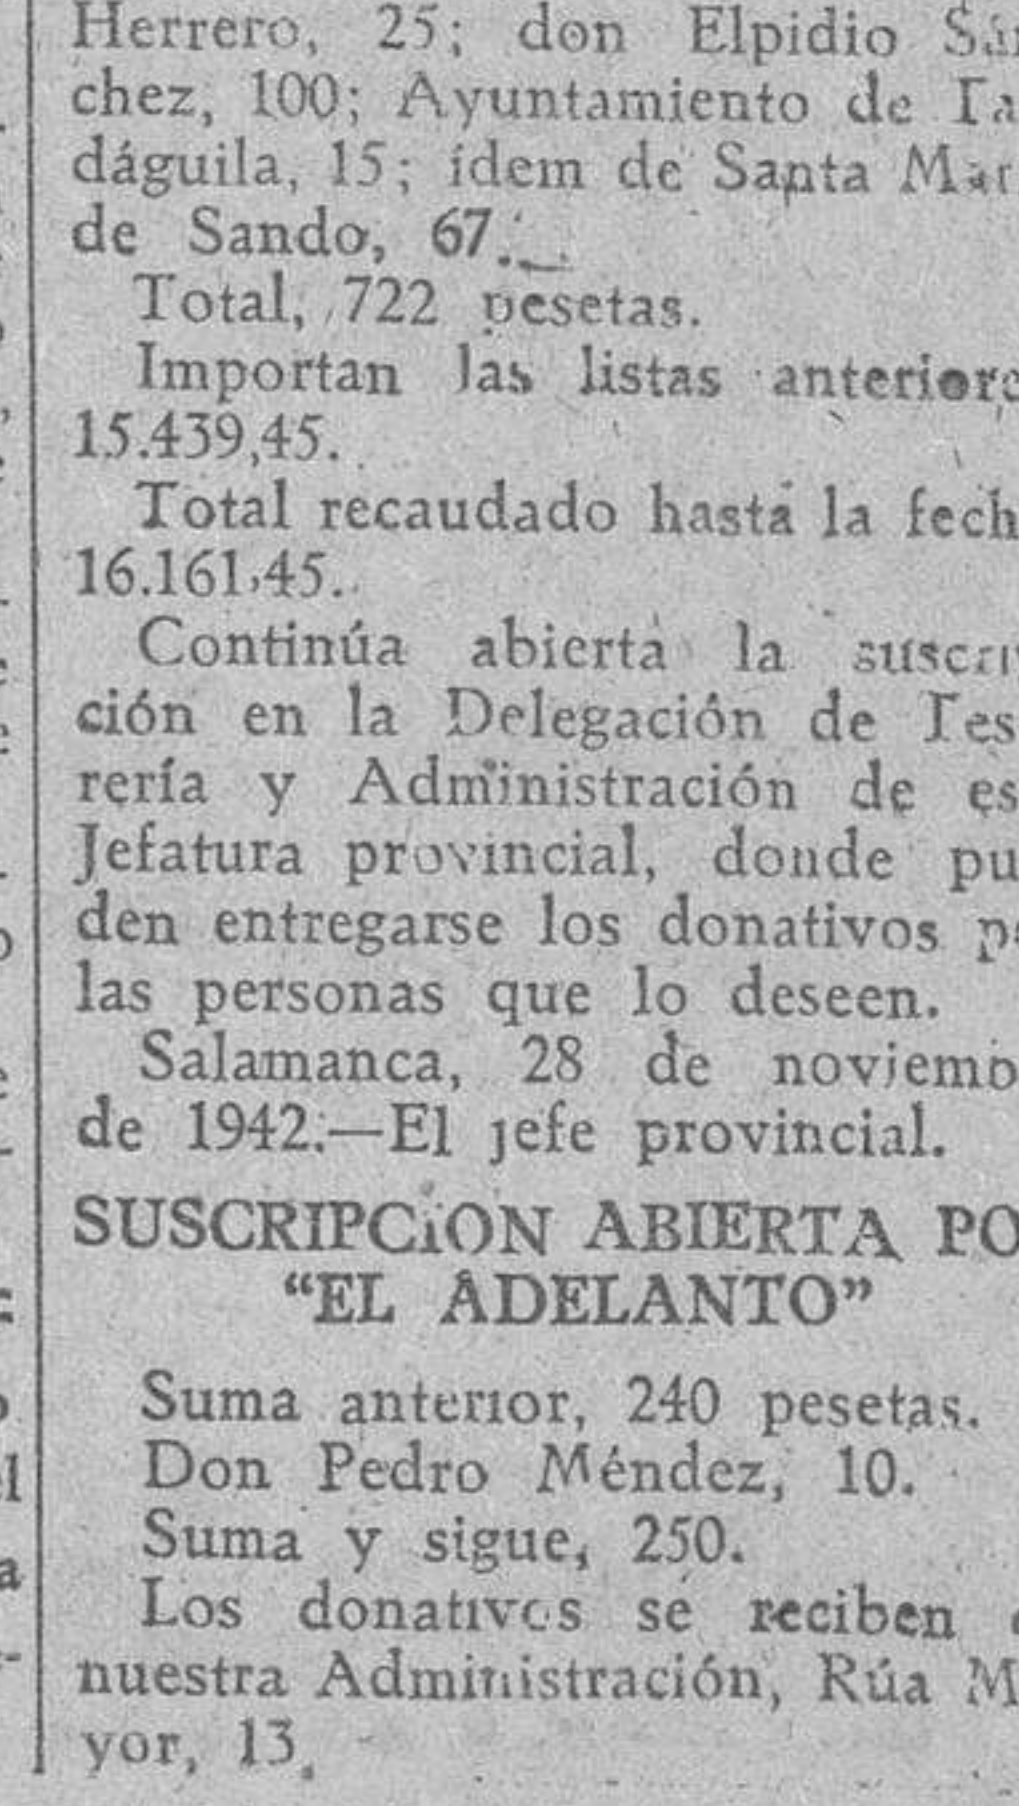 Herrero, 25; don Elpidio Sán
chez, 100; Ayuntamiento de Ta
dáguila, 15; ídem de Santa Mar
de Sando, 67.
Total, 722 pesetas.
Importan las listas anteriore
15.439,45.
Total recaudado hasta la fech
16.161,45.
Continúa abierta la suscri
ción en la Delegación de Tes
rería y Administración de es
Jefatura provincial, donde pu
den entregarse los donativos p
las personas que lo deseen.
Salamanca, 28 de noviemb
de 1942.—El jefe provincial.
SUSCRIPCION ABIERTA PO
“EL ADELANTO”
Suma anterior, 240 pesetas.
Don Pedro Méndez, 10.
Suma y sigue, 250.
Los donativos se reciben
nuestra Administración, Rúa M
yor, 13.